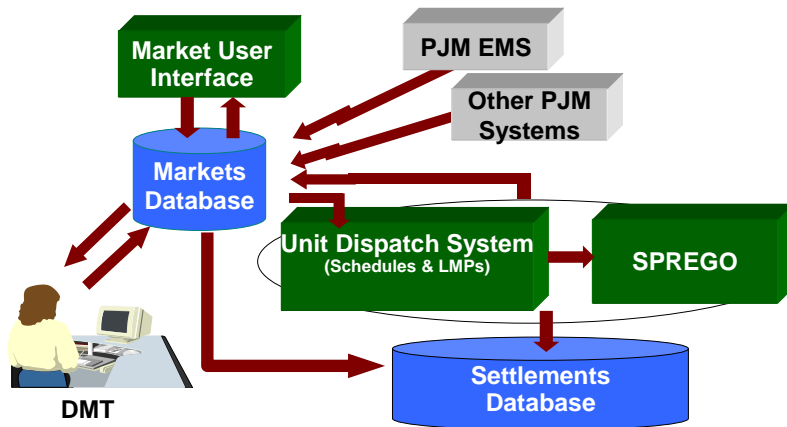 Market User
Interface
PJM EMS
Other PJM
Systems
Markets
Database
Unit Dispatch System
(Schedules & LMPs)
SPREGO
Settlements
Database
DMT